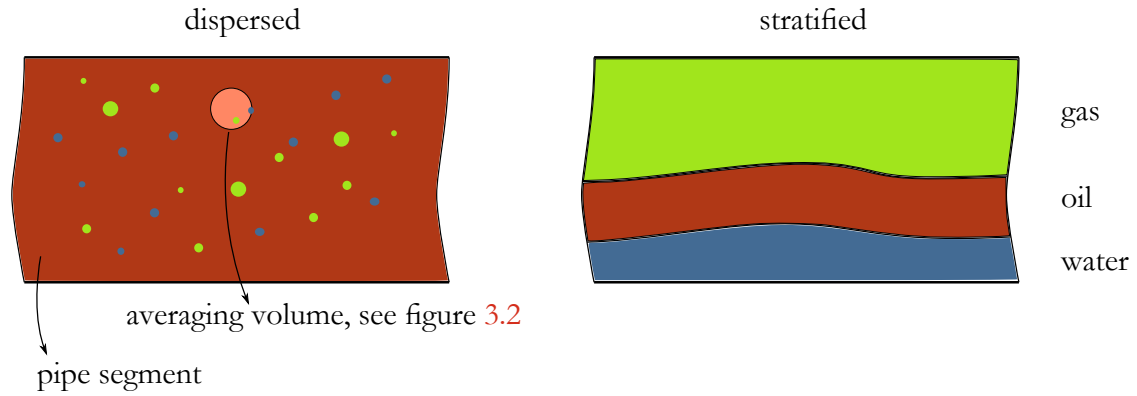 dispersed
stratified
gas
oil
water
averaging volume, see figure 3.2
pipe segment